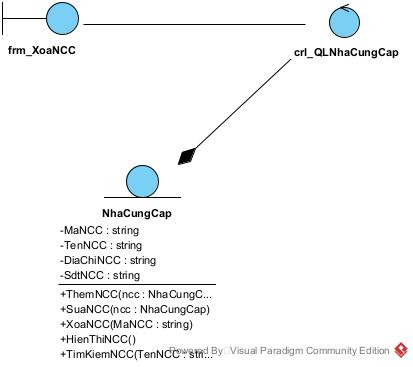 frm_XoaNCC
crl_QLNhaCungCap
NhaCungCap
-MaNCC : string
-TenNCC : string
-DiaChiNCC : string
-SdtNCC : string
+ThemNCC(ncc : NhaCungC...
+SuaNCC(ncc : NhaCungCap)
+XoaNCC(MaNCC : string)
+HienThiNCC()
+TimKiemNCC(TenNCC : stri...
Powered By Visual Paradigm Community Edition